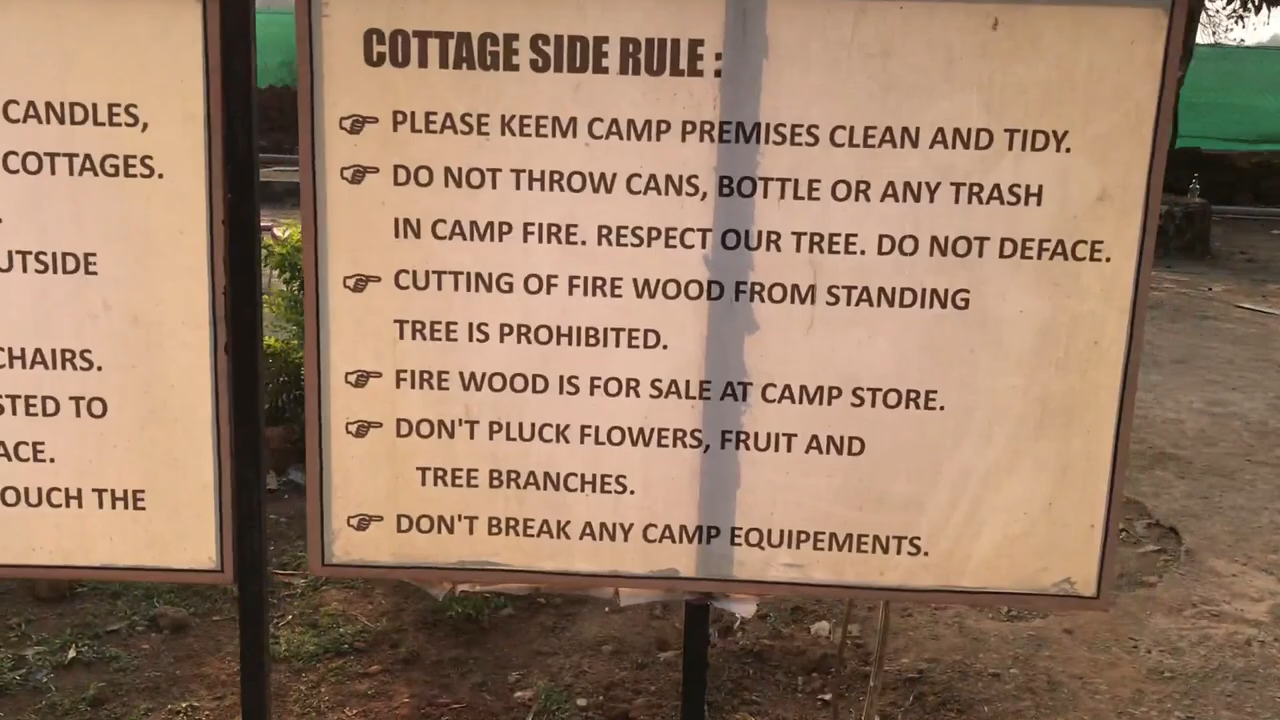 CANDLES,
COTTAGES.
UTSIDE
CHAIRS.
STED TO
ACE.
OUCH THE
COTTAGE SIDE RULE :
PLEASE KEEM CAMP PREMISES CLEAN AND TIDY.
DO NOT THROW CANS, BOTTLE OR ANY TRASH
IN CAMP FIRE. RESPECT OUR TREE. DO NOT DEFACE.
CUTTING OF FIRE WOOD FROM STANDING
TREE IS PROHIBITED.
FIRE WOOD IS FOR SALE AT CAMP STORE.
DON'T PLUCK FLOWERS, FRUIT AND
TREE BRANCHES.
DON'T BREAK ANY CAMP EQUIPEMENTS.